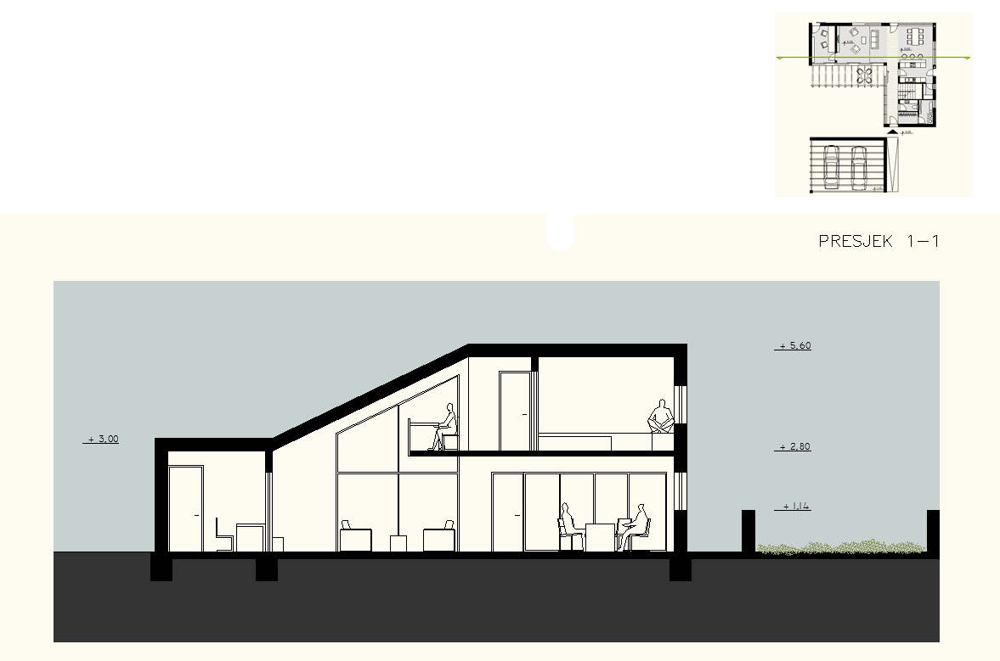 PRESJEK 1-1
+ 5,60
+ 3,00
+ 2,80
+ 1,14